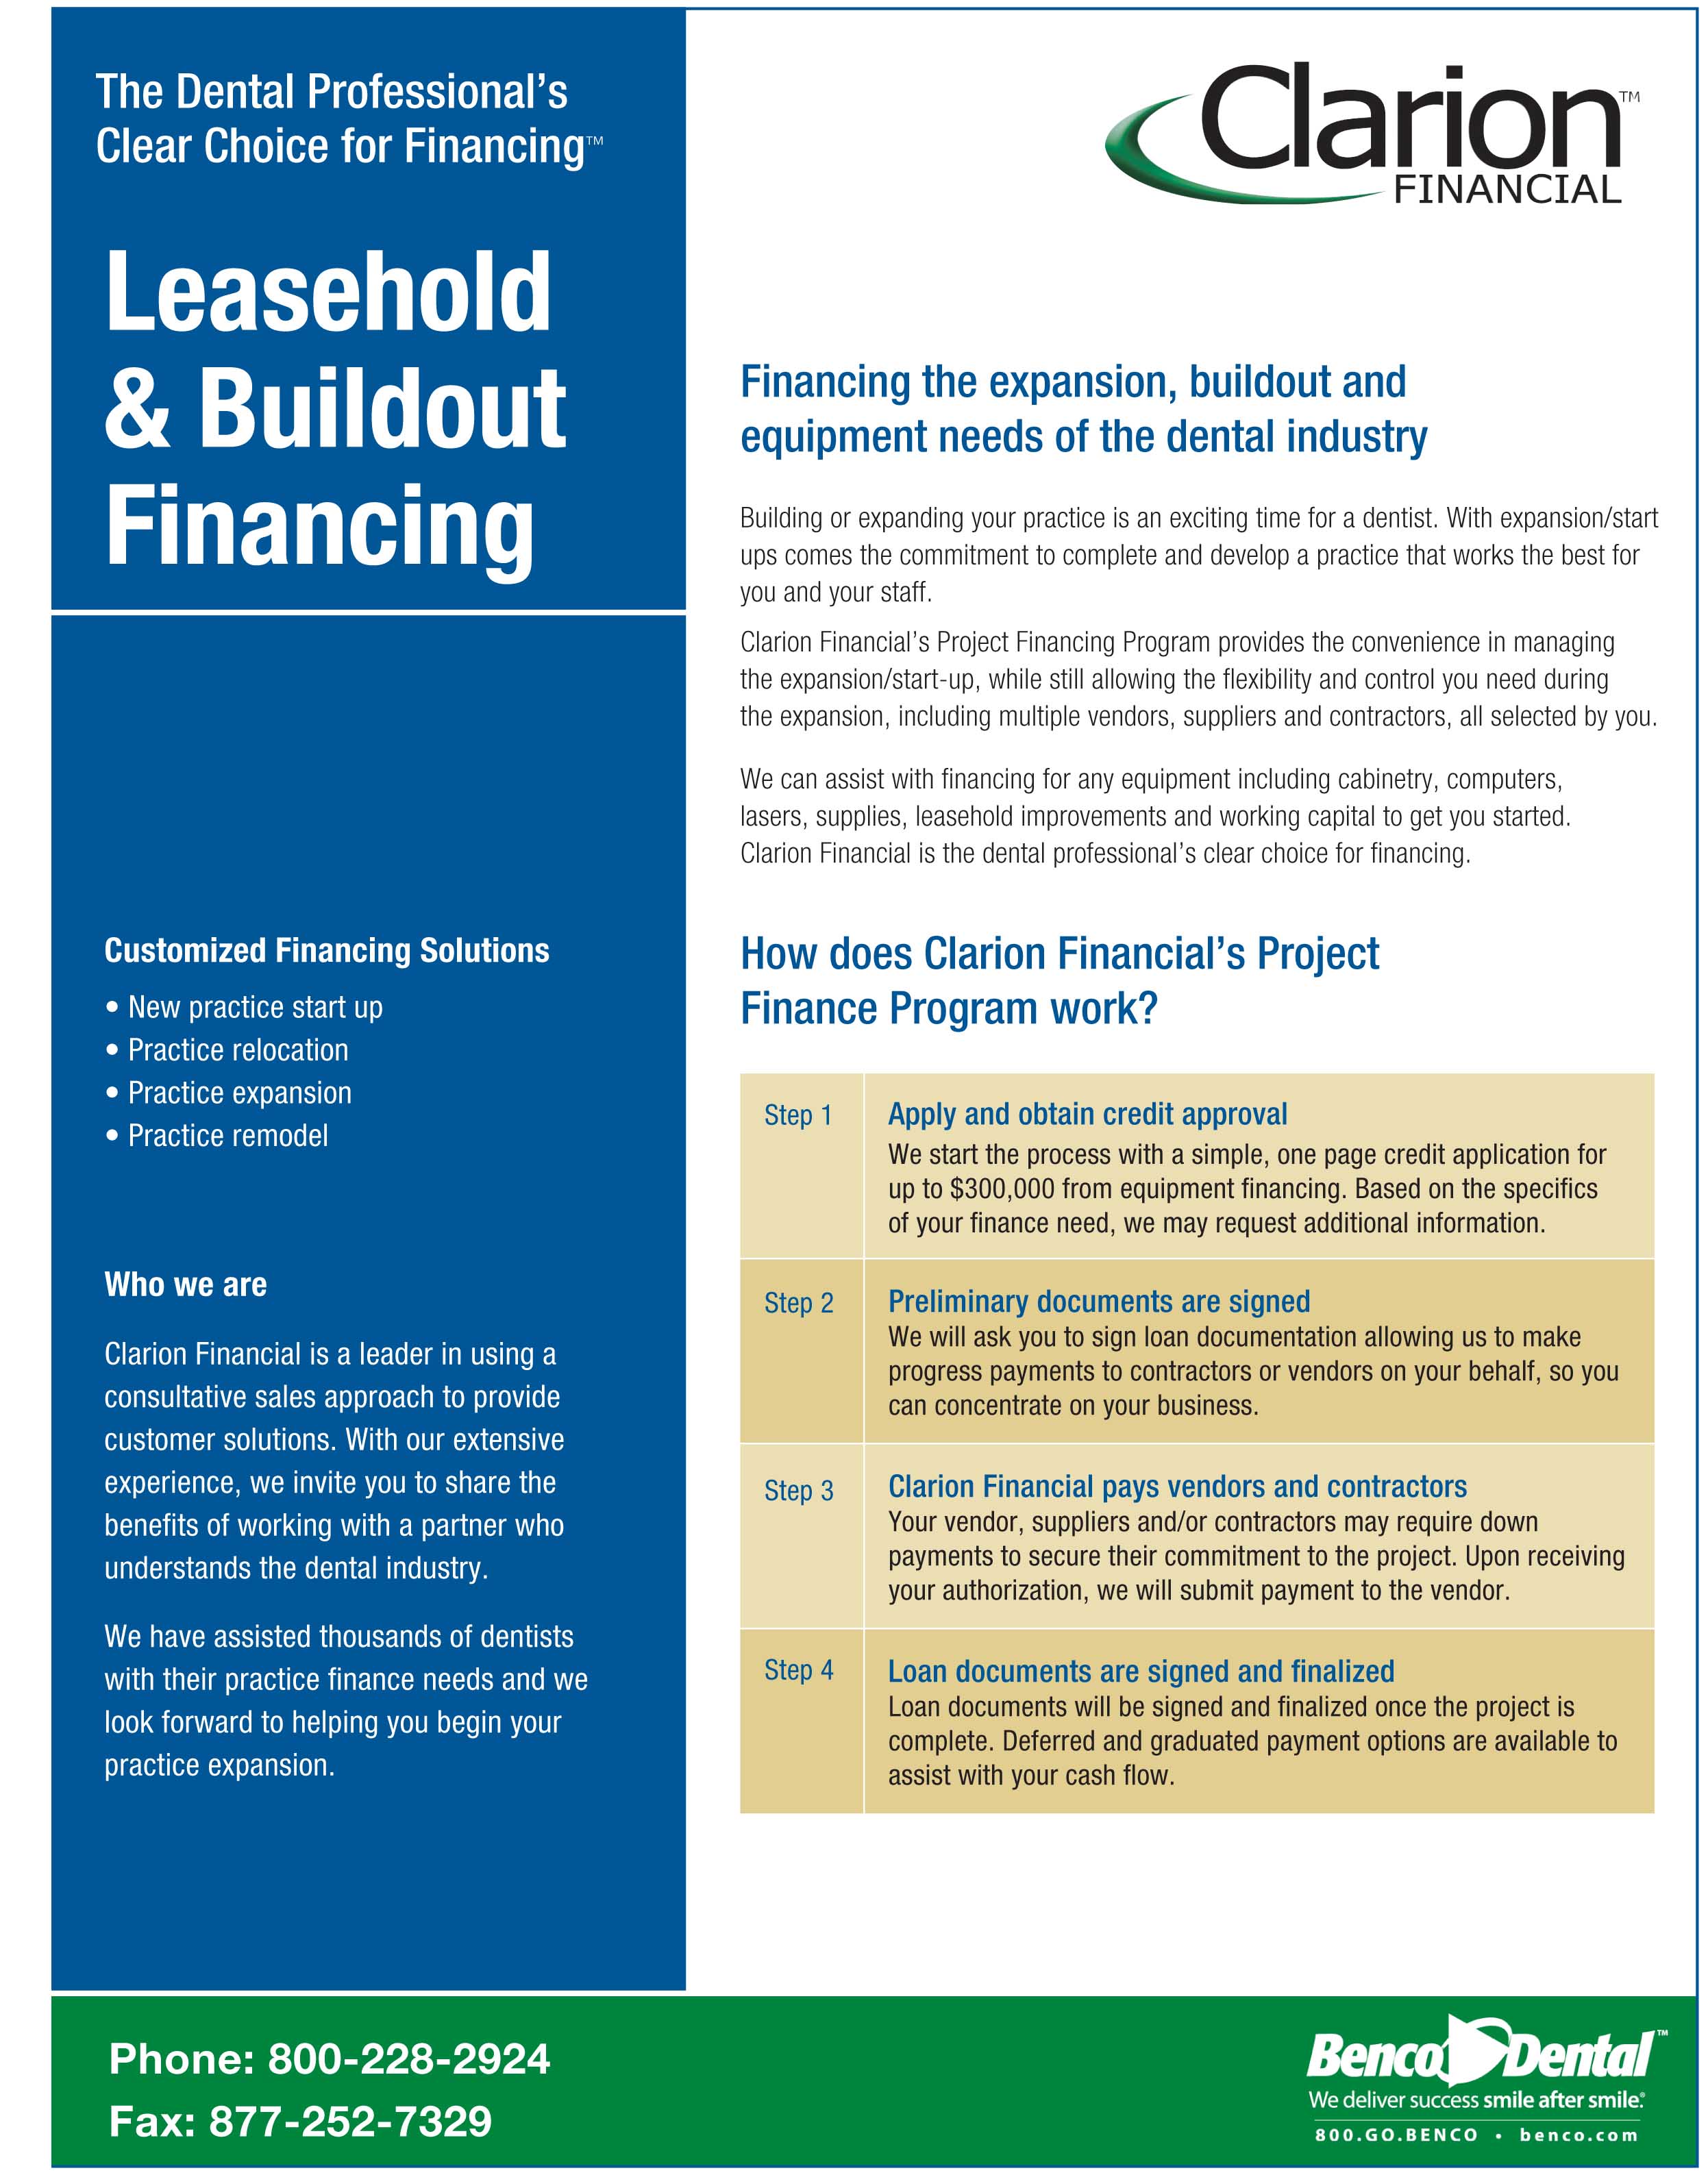 The Dental Professional's
Clear Choice for Financing™
Leasehold
& Buildout
Financing
Customized Financing Solutions
• New practice start up
• Practice relocation
• Practice expansion
• Practice remodel
Who we are
Clarion Financial is a leader in using a
consultative sales approach to provide
customer solutions. With our extensive
experience, we invite you to share the
benefits of working with a partner who
understands the dental industry.
We have assisted thousands of dentists
with their practice finance needs and we
look forward to helping you begin your
practice expansion.
Clarion™
FINANCIAL
Financing the expansion, buildout and
equipment needs of the dental industry
Building or expanding your practice is an exciting time for a dentist. With expansion/start
ups comes the commitment to complete and develop a practice that works the best for
you and your staff.
Clarion Financial's Project Financing Program provides the convenience in managing
the expansion/start-up, while still allowing the flexibility and control you need during
the expansion, including multiple vendors, suppliers and contractors, all selected by you.
We can assist with financing for any equipment including cabinetry, computers,
lasers, supplies, leasehold improvements and working capital to get you started.
Clarion Financial is the dental professional's clear choice for financing.
How does Clarion Financial's Project
Finance Program work?
Step 1
Apply and obtain credit approval
We start the process with a simple, one page credit application for
up to $300,000 from equipment financing. Based on the specifics
of your finance need, we may request additional information.
Step 2
Preliminary documents are signed
We will ask you to sign loan documentation allowing us to make
progress payments to contractors or vendors on your behalf, so you
can concentrate on your business.
Step 3
Clarion Financial pays vendors and contractors
Your vendor, suppliers and/or contractors may require down
payments to secure their commitment to the project. Upon receiving
your authorization, we will submit payment to the vendor.
Step 4
Loan documents are signed and finalized
Loan documents will be signed and finalized once the project is
complete. Deferred and graduated payment options are available to
assist with your cash flow.
Phone: 800-228-2924
Fax: 877-252-7329
Benco Dental™
We deliver success smile after smile.®
800.GO.BENCO • benco.com